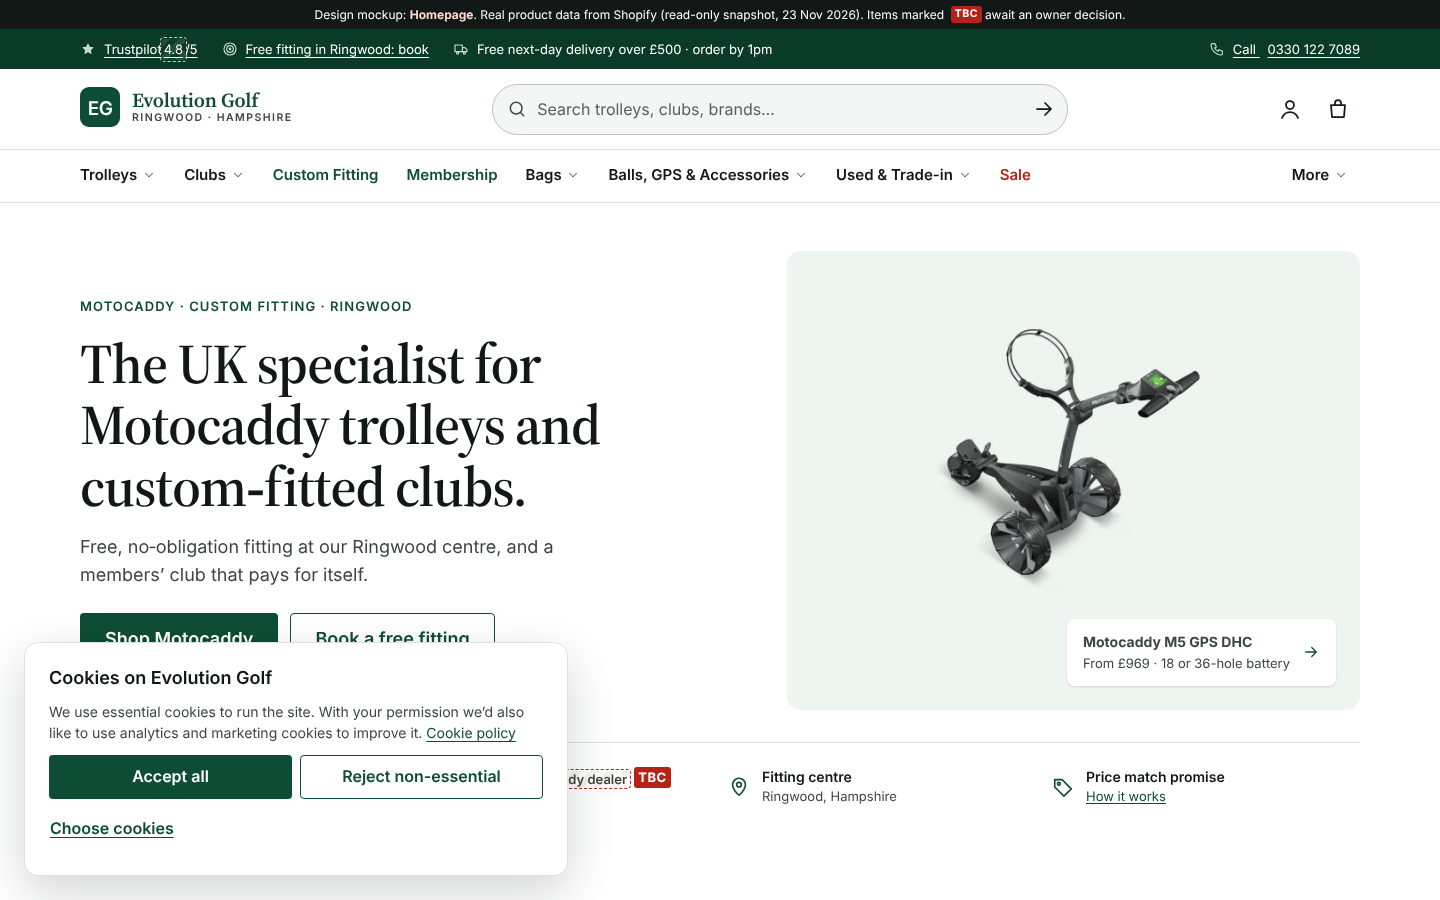 Design mockup: Homepage. Real product data from Shopify (read-only snapshot, 23 Nov 2026). Items marked TBC await an owner decision.
Trustpilot 4.8/5
Free fitting in Ringwood: book
Free next-day delivery over £500 · order by 1pm
Call 0330 122 7089
EG
Evolution Golf
RINGWOOD · HAMPSHIRE
Search trolleys, clubs, brands...
Trolleys
Clubs
Custom Fitting
Membership
Bags
Balls, GPS & Accessories
Used & Trade-in
Sale
More
MOTOCADDY · CUSTOM FITTING · RINGWOOD
The UK specialist for
Motocaddy trolleys and
custom-fitted clubs.
Free, no-obligation fitting at our Ringwood centre, and a
members’ club that pays for itself.
Shop Motocaddy
Book a free fitting
Motocaddy M5 GPS DHC
From £969 · 18 or 36-hole battery
Cookies on Evolution Golf
We use essential cookies to run the site. With your permission we’d also
like to use analytics and marketing cookies to improve it. Cookie policy
Accept all
Reject non-essential
Choose cookies
dy dealer TBC
Fitting centre
Ringwood, Hampshire
Price match promise
How it works